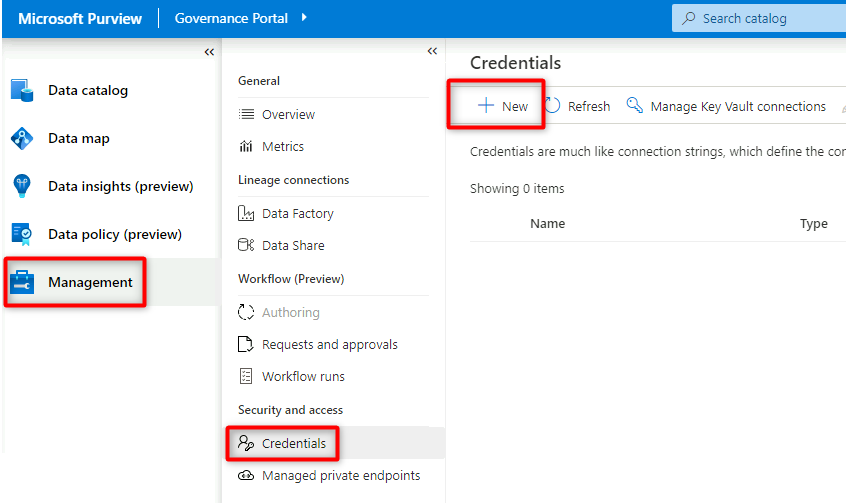 Microsoft Purview
Governance Portal
Search catalog
Data catalog
Data map
Data insights (preview)
Data policy (preview)
Management
General
Overview
Metrics
Lineage connections
Data Factory
Data Share
Workflow (Preview)
Authoring
Requests and approvals
Workflow runs
Security and access
Credentials
Managed private endpoints
Credentials
New
Refresh
Manage Key Vault connections
Credentials are much like connection strings, which define the cor
Showing 0 items
Name
Type